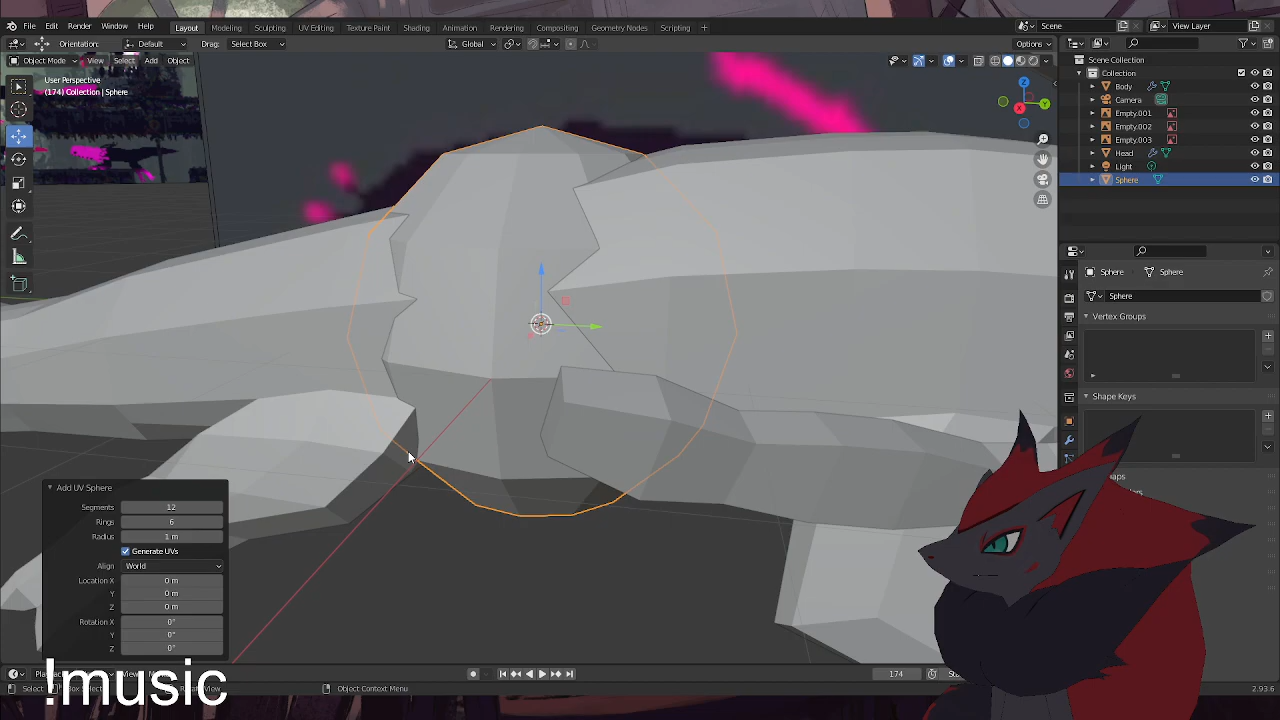 File Edit Render Window Help Layout Modeling Sculpting UV Editing Texture Paint Shading Animation Rendering Compositing Geometry Nodes Scripting + Scene View Layer
Orientation: Default Drag: Select Box Global Options
Object Mode View Select Add Object
User Perspective
(174) Collection | Sphere
Z
Y
X
Scene Collection
Collection
Body
Camera
Empty.001
Empty.002
Empty.003
Head
Light
Sphere
Sphere Sphere
Sphere
Vertex Groups
Shape Keys
Add UV Sphere
Segments 12
Rings 6
Radius 1 m
Generate UVs
Align World
Location X 0 m
Y 0 m
Z 0 m
Rotation X 0°
Y 0°
Z 0°
174
!music
Select Object Context Menu 2.93.6